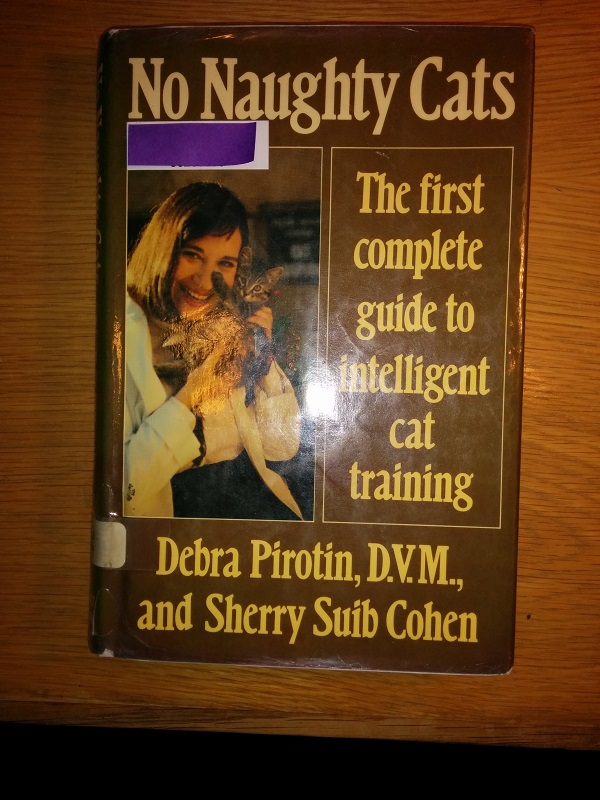 No Naughty Cats
The first
complete
guide to
intelligent
cat
training
Debra Pirotin, D.V.M.,
and Sherry Suib Cohen